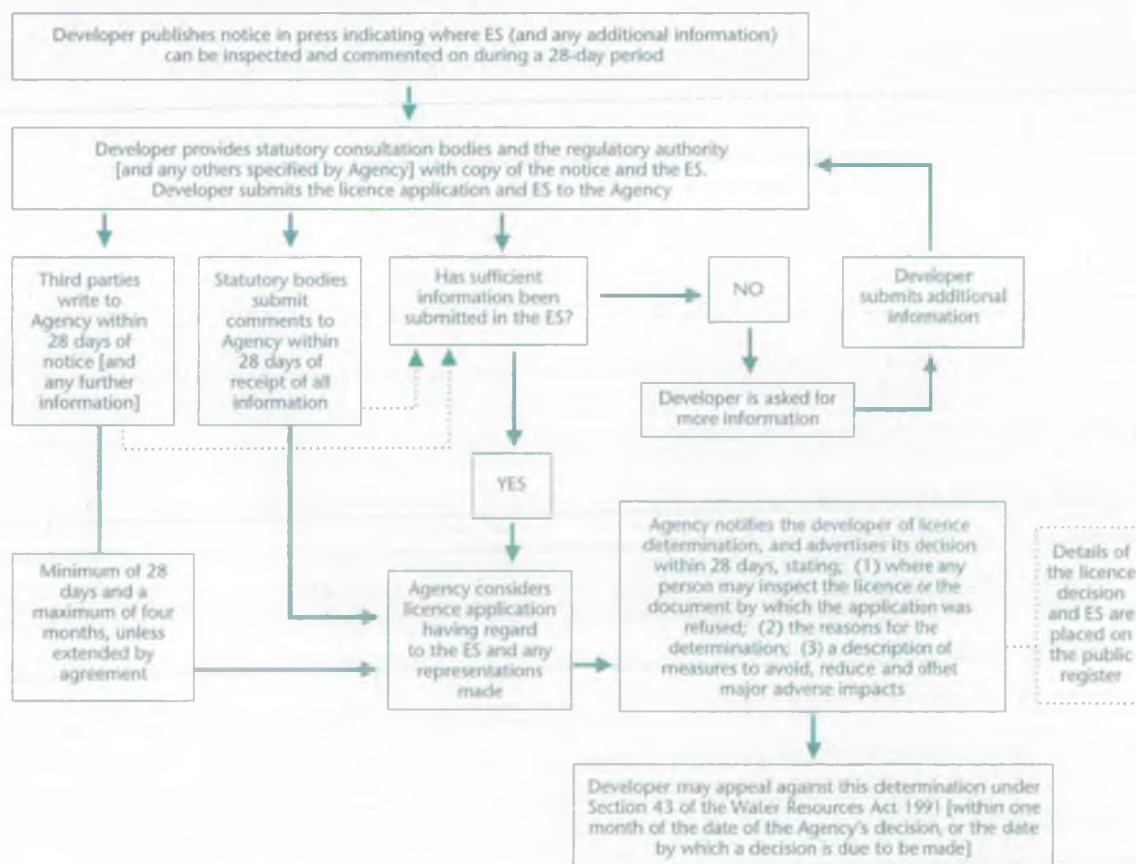 Developer publishes notice in press indicating where ES (and any additional information)
can be inspected and commented on during a 28-day period
Developer provides statutory consultation bodies and the regulatory authority
[and any others specified by Agency] with copy of the notice and the ES.
Developer submits the licence application and ES to the Agency
Third parties
write to
Agency within
28 days of
notice [and
any further
information]
Statutory bodies
submit
comments to
Agency within
28 days of
receipt of all
information
Has sufficient
information been
submitted in the ES?
NO
Developer
submits additional
information
Developer is asked for
more information
YES
Minimum of 28
days and a
maximum of four
months, unless
extended by
agreement
Agency considers
licence application
having regard
to the ES and any
representations
made
Agency notifies the developer of licence
determination, and advertises its decision
within 28 days, stating; (1) where any
person may inspect the licence or the
document by which the application was
refused; (2) the reasons for the
determination; (3) a description of
measures to avoid, reduce and offset
major adverse impacts
Details of
the licence
decision
and ES are
placed on
the public
register
Developer may appeal against this determination under
Section 43 of the Water Resources Act 1991 [within one
month of the date of the Agency's decision, or the date
by which a decision is due to be made]